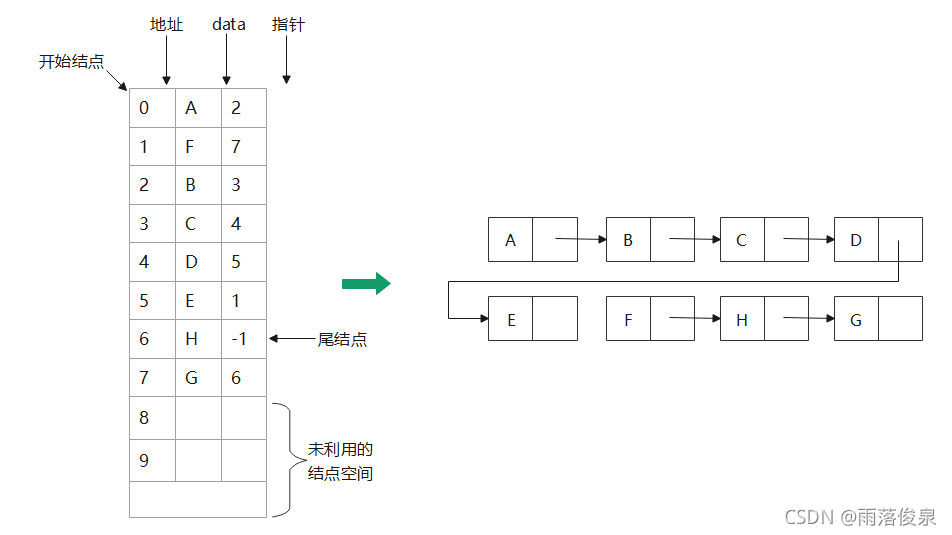 地址 data 指针
开始结点
0 A 2
1 F 7
2 B 3
3 C 4
4 D 5
5 E 1
6 H -1
尾结点
7 G 6
8
9
未利用的
结点空间
A B C D
E F H G
CSDN @雨落俊泉